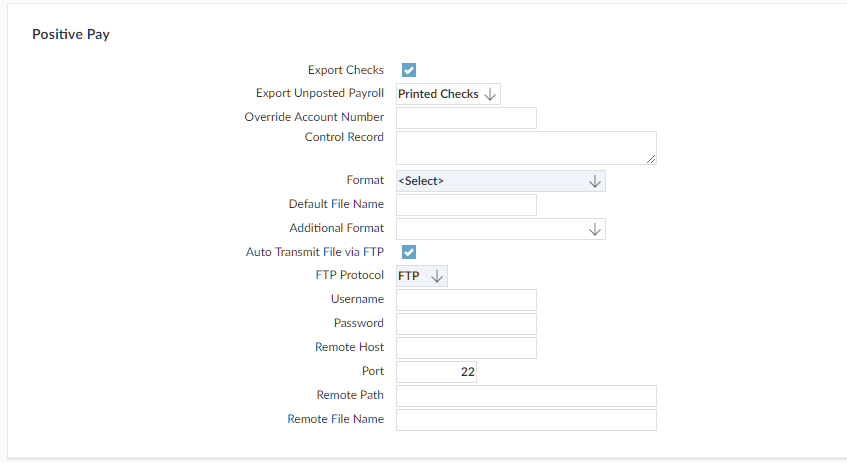 Positive Pay
Export Checks
Export Unposted Payroll Printed Checks
Override Account Number
Control Record
Format <Select>
Default File Name
Additional Format
Auto Transmit File via FTP
FTP Protocol FTP
Username
Password
Remote Host
Port 22
Remote Path
Remote File Name